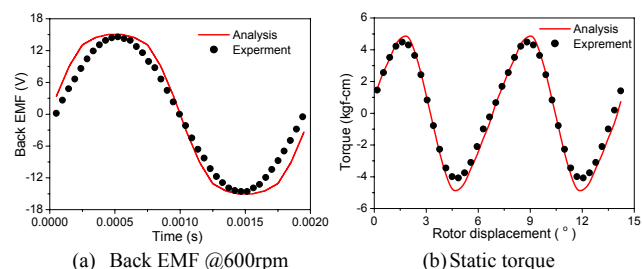 18
12
6
0
-6
-12
-18
Back EMF (V)
Analysis
Experment
0.0000
0.0005
0.0010
0.0015
0.0020
Time (s)
(a) Back EMF @600rpm
6
4
2
0
-2
-4
-6
Torque (kgf-cm)
Analysis
Exprement
0
3
6
9
12
15
Rotor displacement ( ° )
(b) Static torque